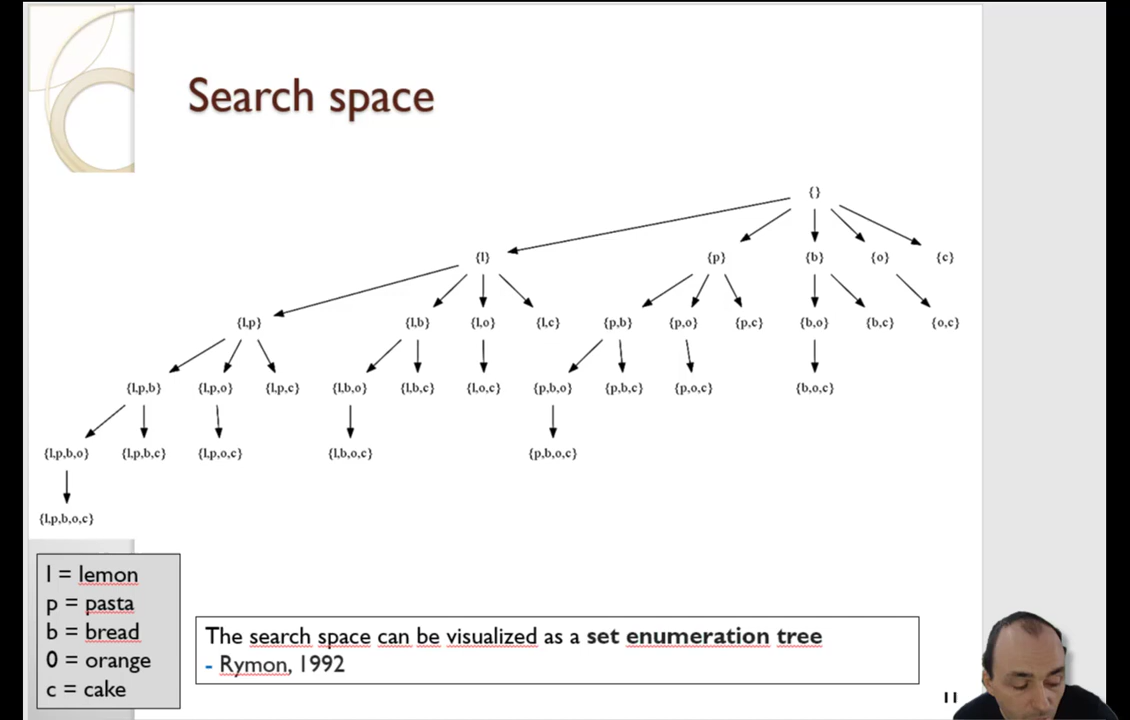 Search space
{}
{l} {p} {b} {o} {c}
{l,p} {l,b} {l,o} {l,c} {p,b} {p,o} {p,c} {b,o} {b,c} {o,c}
{l,p,b} {l,p,o} {l,p,c} {l,b,o} {l,b,c} {l,o,c} {p,b,o} {p,b,c} {p,o,c} {b,o,c}
{l,p,b,o} {l,p,b,c} {l,p,o,c} {l,b,o,c} {p,b,o,c}
{l,p,b,o,c}
l = lemon
p = pasta
b = bread
0 = orange
c = cake
The search space can be visualized as a set enumeration tree
- Rymon, 1992
11